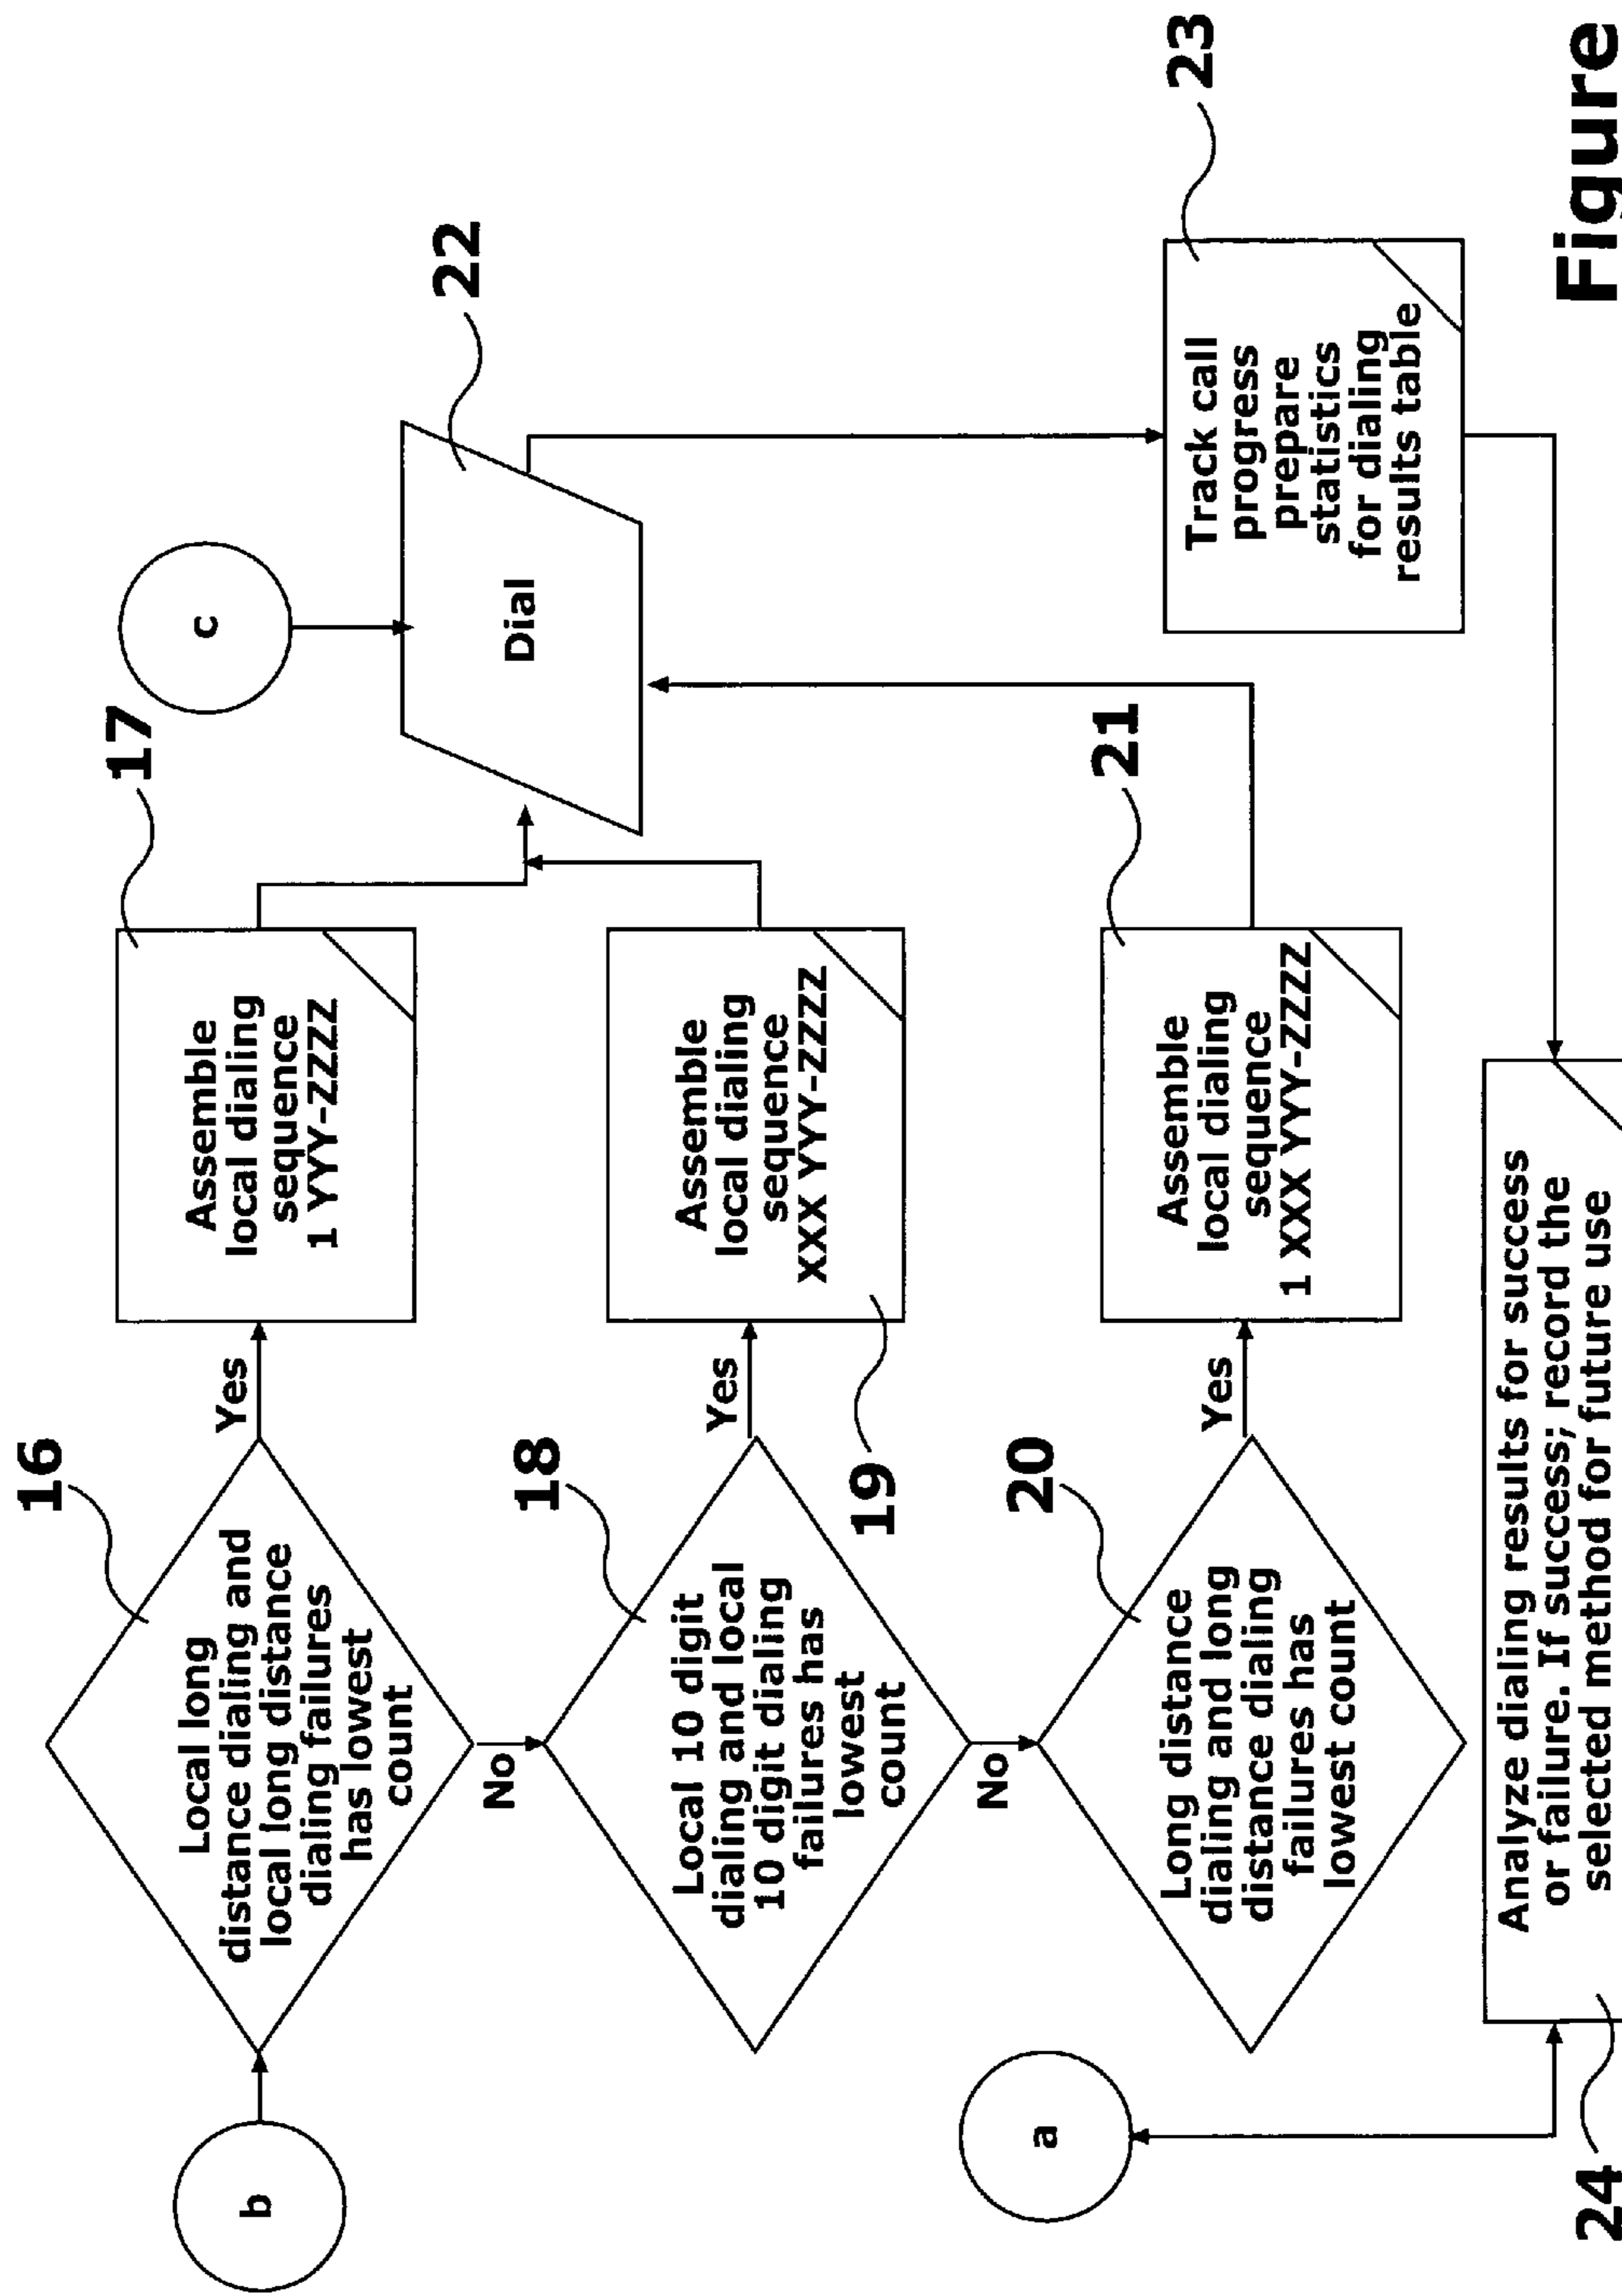 16
17
c
22
b
Local long
distance dialing and
local long distance
dialing failures
has lowest
count
Yes
Assemble
local dialing
sequence
1 YYY-ZZZZ
Dial
No
18
Local 10 digit
dialing and local
10 digit dialing
failures has
lowest
count
Yes
Assemble
local dialing
sequence
XXX YYY-ZZZZ
19
No
20
21
23
a
Long distance
dialing and long
distance dialing
failures has
lowest count
Yes
Assemble
local dialing
sequence
1 XXX YYY-ZZZZ
Track call
progress
prepare
statistics
for dialing
results table
24
Analyze dialing results for success
or failure. If success; record the
selected method for future use
Figure